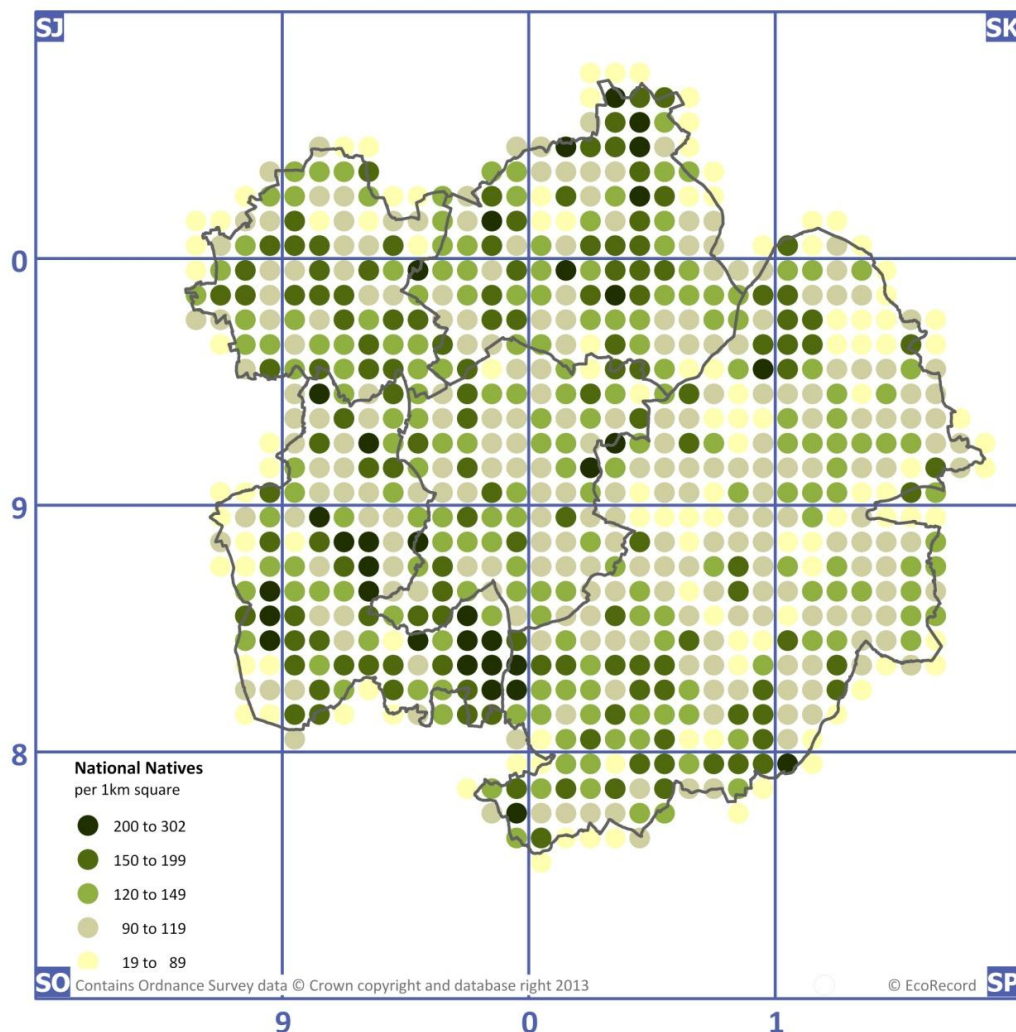 SJ SK
0
9
8
National Natives
per 1km square
200 to 302
150 to 199
120 to 149
90 to 119
19 to 89
SO Contains Ordnance Survey data © Crown copyright and database right 2013 © EcoRecord SP
9 0 1